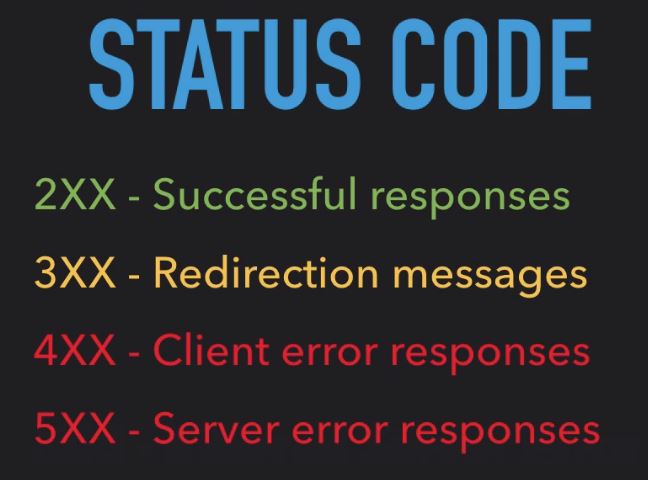 STATUS CODE
2XX - Successful responses
3XX - Redirection messages
4XX - Client error responses
5XX - Server error responses